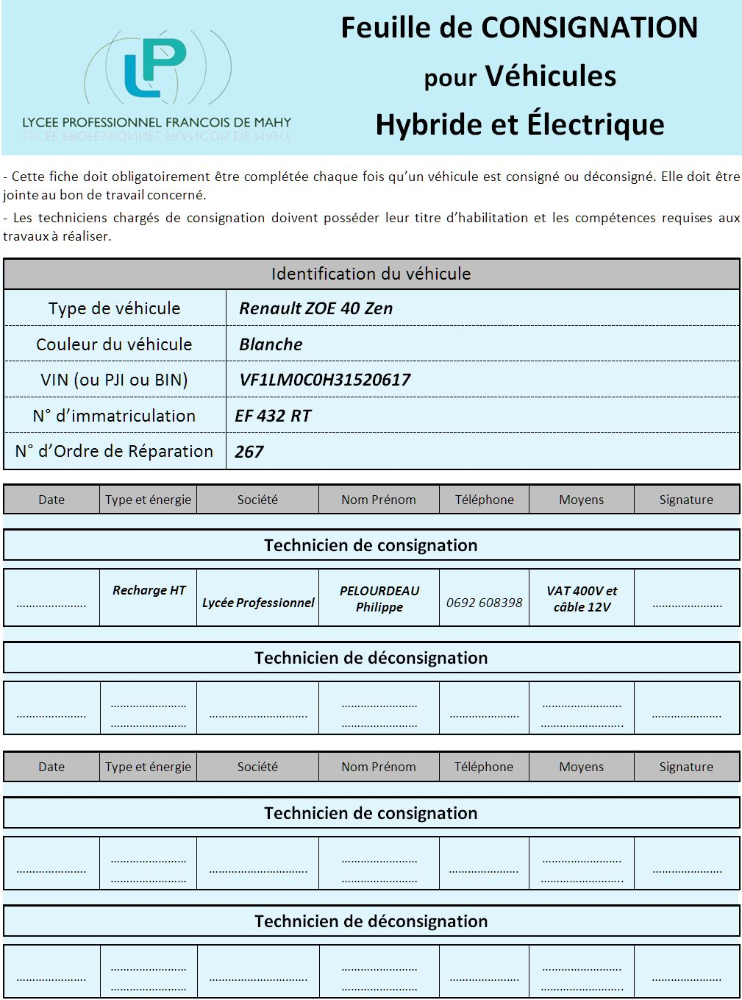 Feuille de CONSIGNATION
pour Véhicules
Hybride et Électrique
LP
LYCEE PROFESSIONNEL FRANCOIS DE MAHY
- Cette fiche doit obligatoirement être complétée chaque fois qu’un véhicule est consigné ou déconsigné. Elle doit être
jointe au bon de travail concerné.
- Les techniciens chargés de consignation doivent posséder leur titre d’habilitation et les compétences requises aux
travaux à réaliser.
Identification du véhicule
Type de véhicule Renault ZOE 40 Zen
Couleur du véhicule Blanche
VIN (ou PJI ou BIN) VF1LM0C0H31520617
N° d’immatriculation EF 432 RT
N° d’Ordre de Réparation 267
Date Type et énergie Société Nom Prénom Téléphone Moyens Signature
Technicien de consignation
…………………. Recharge HT Lycée Professionnel PELOURDEAU Philippe 0692 608398 VAT 400V et câble 12V ………………….
Technicien de déconsignation
…………………. …………………… …………………… …………………………. …………………… …………………… …………………. ……………………. …………………….. ………………….
Date Type et énergie Société Nom Prénom Téléphone Moyens Signature
Technicien de consignation
…………………. …………………… …………………… …………………………. …………………… …………………… …………………. ……………………. …………………….. ………………….
Technicien de déconsignation
…………………. …………………… …………………… …………………………. …………………… …………………… …………………. ……………………. …………………….. ………………….